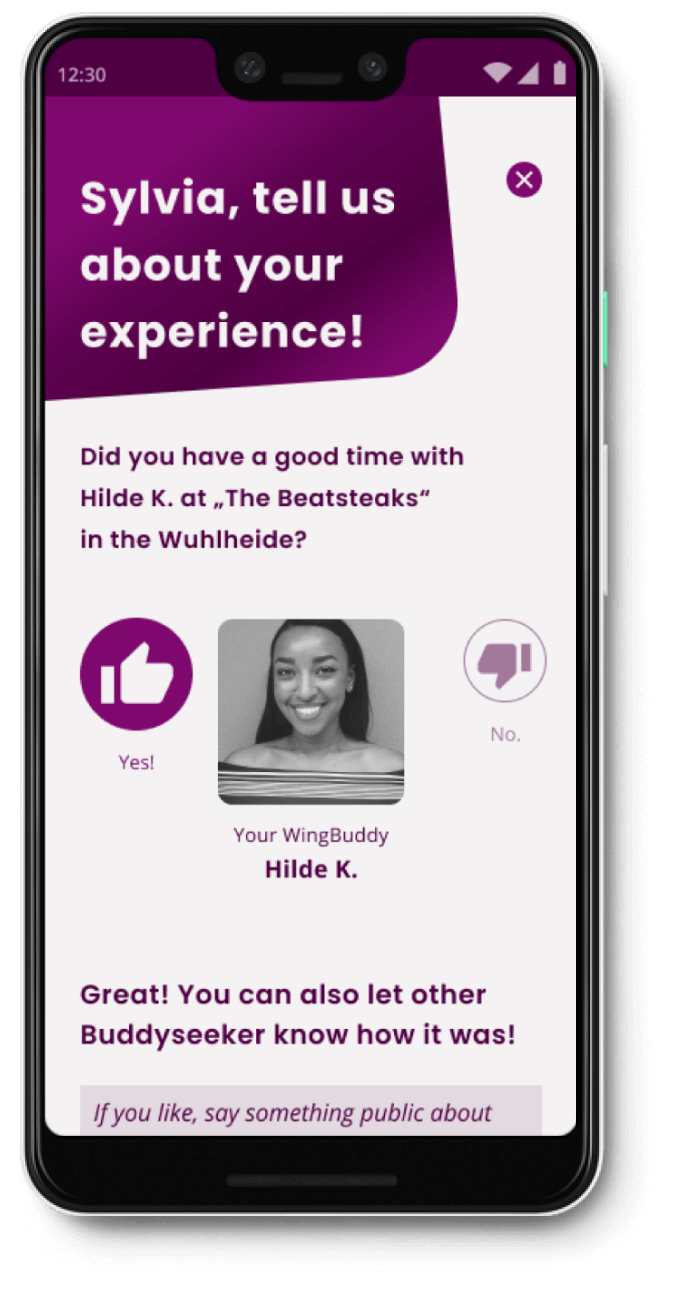 12:30
Sylvia, tell us
about your
experience!
Did you have a good time with
Hilde K. at „The Beatsteaks“
in the Wuhlheide?
Yes!
No.
Your WingBuddy
Hilde K.
Great! You can also let other
Buddyseeker know how it was!
If you like, say something public about